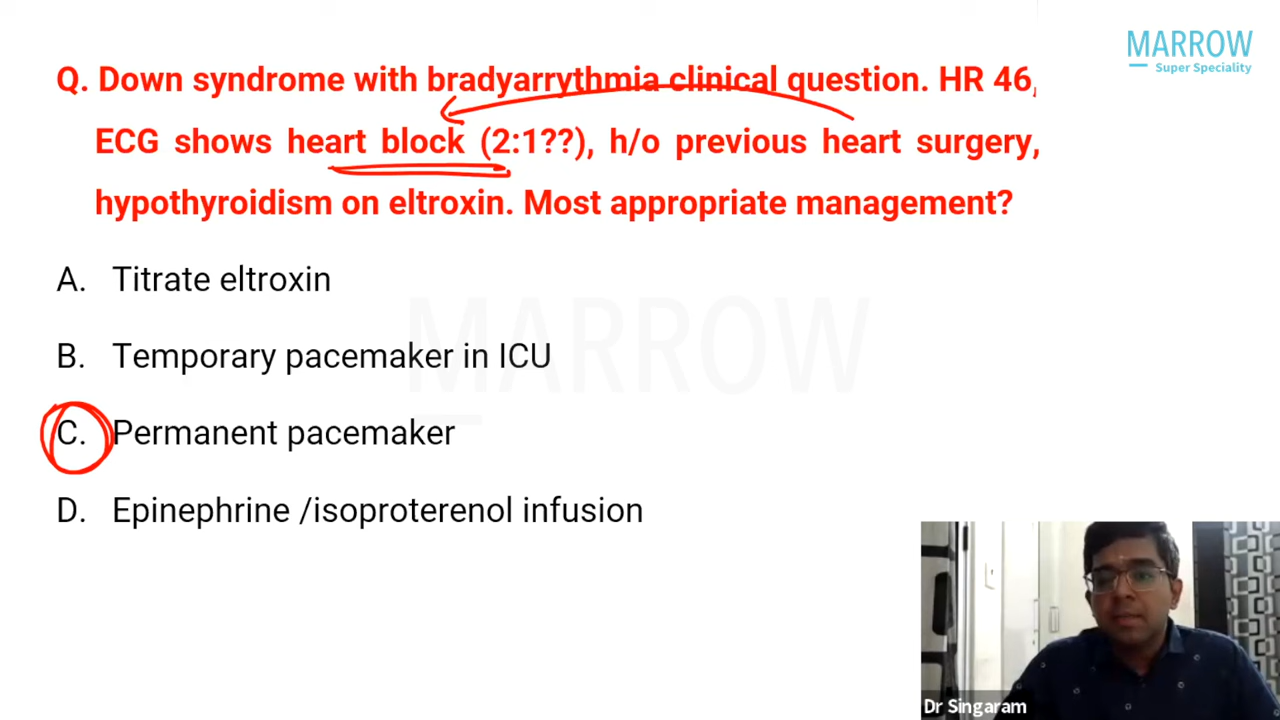 MARROW
Super Speciality
Q. Down syndrome with bradyarrythmia clinical question. HR 46,
ECG shows heart block (2:1??), h/o previous heart surgery,
hypothyroidism on eltroxin. Most appropriate management?
A. Titrate eltroxin
B. Temporary pacemaker in ICU
MARROW
C. Permanent pacemaker
D. Epinephrine /isoproterenol infusion
Dr Singaram